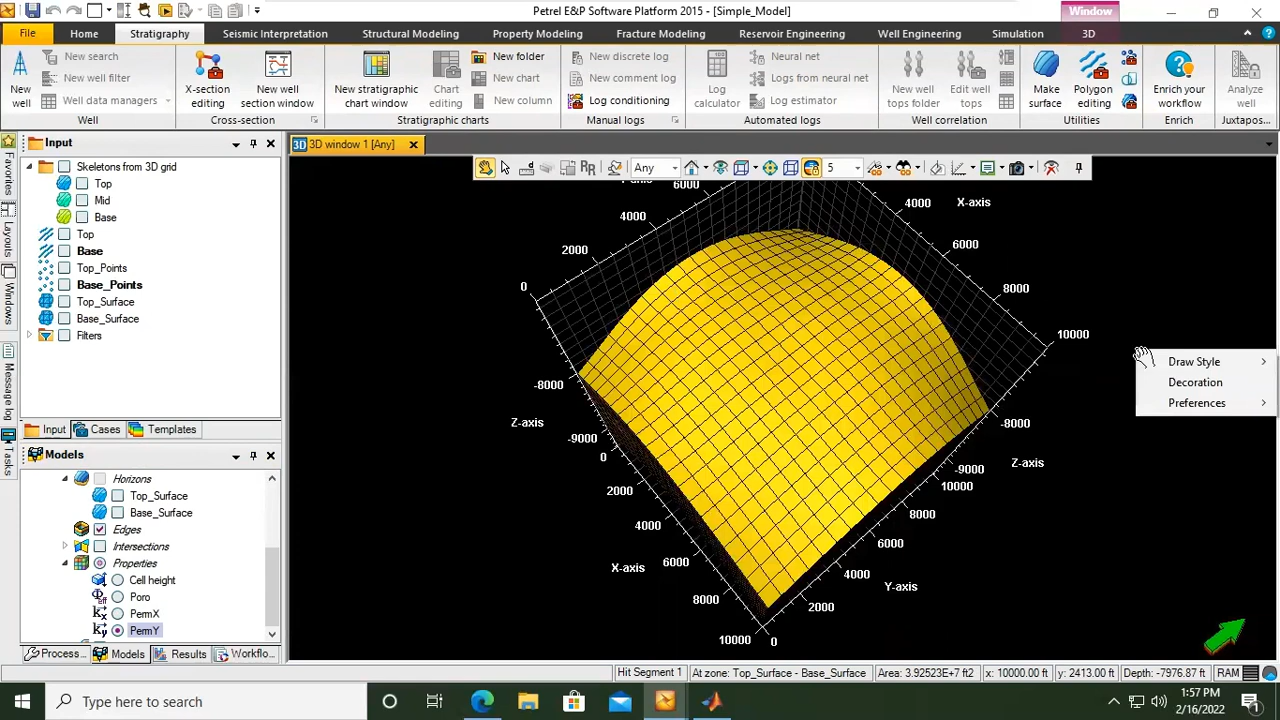 Petrel E&P Software Platform 2015 - [Simple_Model]
Window
File
Home
Stratigraphy
Seismic Interpretation
Structural Modeling
Property Modeling
Fracture Modeling
Reservoir Engineering
Well Engineering
Simulation
3D
New well
New search
New well filter
Well data managers
Well
X-section editing
New well section window
Cross-section
New stratigraphic chart window
Chart editing
New folder
New chart
New column
Stratigraphic charts
New discrete log
New comment log
Log conditioning
Manual logs
Log calculator
Neural net
Logs from neural net
Log estimator
Automated logs
New well tops folder
Edit well tops
Well correlation
Make surface
Polygon editing
Utilities
Enrich your workflow
Enrich
Analyze well
Juxtapos...
Favorites
Layouts
Windows
Message log
Tasks
Input
Skeletons from 3D grid
Top
Mid
Base
Top
Base
Top_Points
Base_Points
Top_Surface
Base_Surface
Filters
Input
Cases
Templates
Models
Horizons
Top_Surface
Base_Surface
Edges
Intersections
Properties
Cell height
Poro
PermX
PermY
Process...
Models
Results
Workflo...
3D
3D window 1 [Any]
Any
5
6000
4000
2000
0
X-axis
4000
6000
8000
10000
-8000
Z-axis
-9000
0
2000
4000
X-axis
6000
8000
10000
0
2000
4000
Y-axis
6000
8000
10000
-9000
Z-axis
-8000
Draw Style
Decoration
Preferences
Hit Segment 1
At zone: Top_Surface - Base_Surface
Area: 3.92523E+7 ft2
x: 10000.00 ft
y: 2413.00 ft
Depth: -7976.87 ft
RAM
Type here to search
1:57 PM
2/16/2022
1